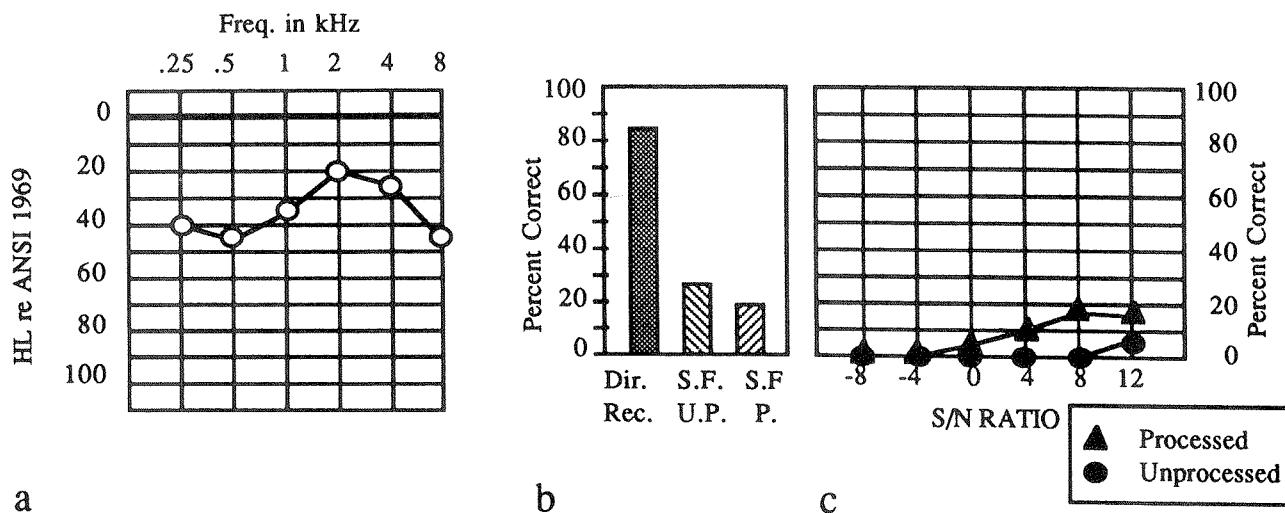 Freq. in kHz
.25 .5 1 2 4 8
HL re ANSI 1969
0
20
40
60
80
100
a
Percent Correct
100
80
60
40
20
0
Dir. S.F. S.F
Rec. U.P. P.
b
100
80
60
40
20
0
Percent Correct
-8 -4 0 4 8 12
S/N RATIO
Processed
Unprocessed
c